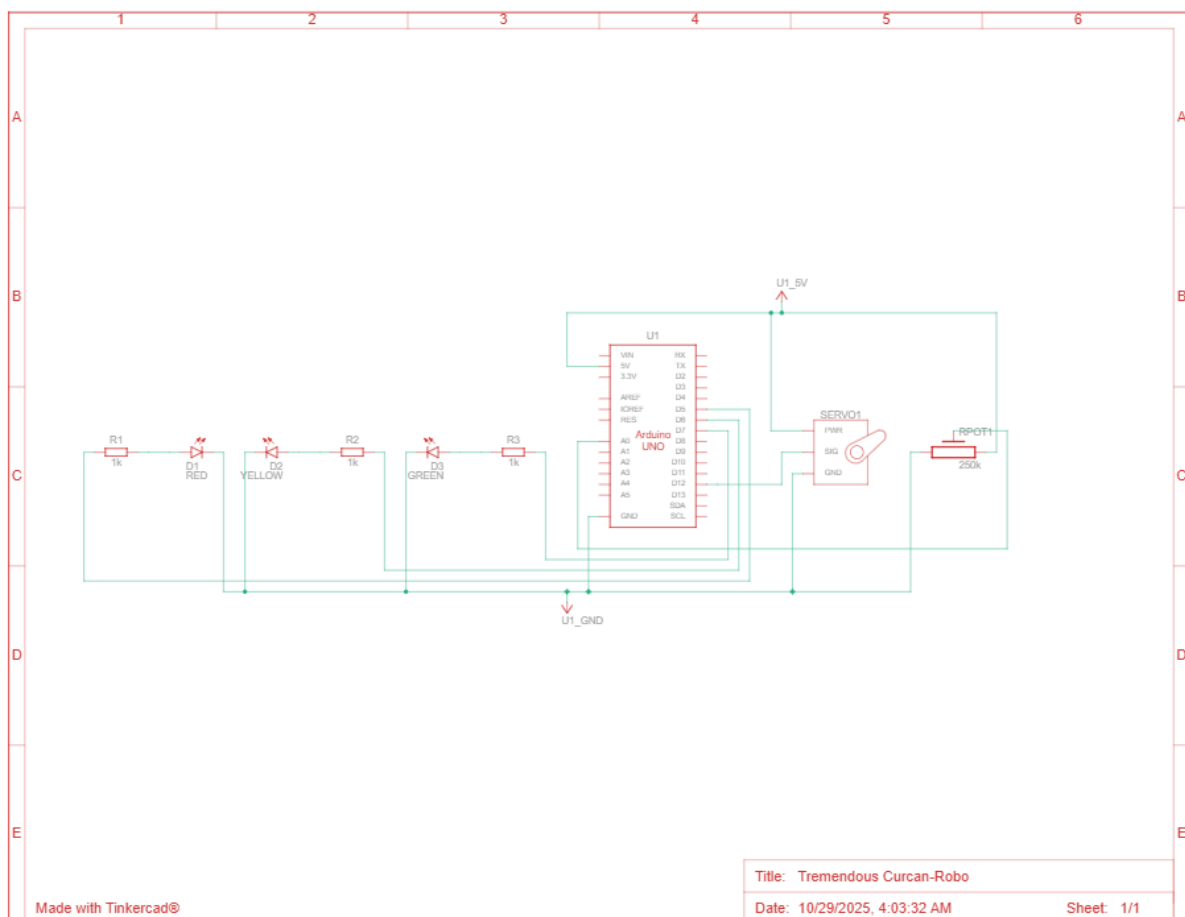 1 2 3 4 5 6
A A
B B
C C
D D
E E
U1_5V
U1
VIN RX
5V TX
3.3V D2
D3
AREF D4
IOREF D5
RES D6
D7
A0 D8
A1 D9
A2 D10
A3 D11
A4 D12
A5 D13
SDA
GND SCL
Arduino
UNO
SERVO1
PWR
SIG
GND
RPOT1
250k
R1
1k
D1
RED
D2
YELLOW
R2
1k
D3
GREEN
R3
1k
U1_GND
Title: Tremendous Curcan-Robo
Made with Tinkercad®
Date: 10/29/2025, 4:03:32 AM Sheet: 1/1